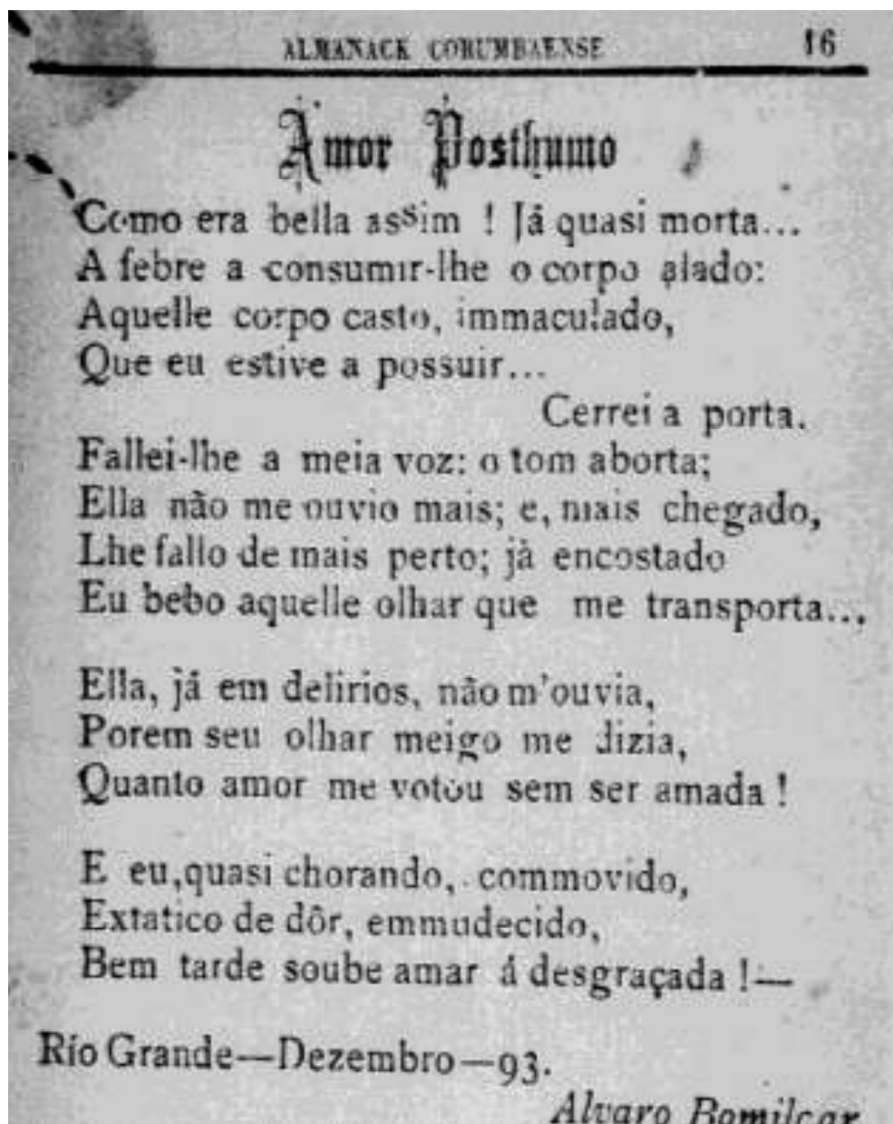 ALMANACK CORUMBAENSE 16
Amor Posthumo
Como era bella assim ! Já quasi morta...
A febre a consumir-lhe o corpo alado:
Aquelle corpo casto, immaculado,
Que eu estive a possuir...
Cerrei a porta.
Fallei-lhe a meia voz: o tom aborta;
Ella não me ouvio mais; e, mais chegado,
Lhe fallo de mais perto; já encostado
Eu bebo aquelle olhar que me transporta...
Ella, já em delirios, não m'ouvia,
Porem seu olhar meigo me dizia,
Quanto amor me votou sem ser amada !
E eu,quasi chorando, commovido,
Extatico de dôr, emmudecido,
Bem tarde soube amar á desgraçada !—
Río Grande—Dezembro—93.
Alvaro Bomilcar